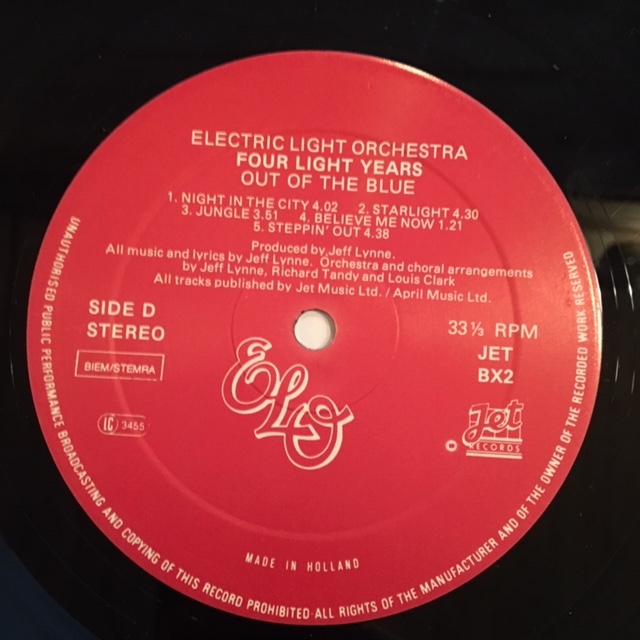 ELECTRIC LIGHT ORCHESTRA
FOUR LIGHT YEARS
OUT OF THE BLUE
1. NIGHT IN THE CITY 4.02 2. STARLIGHT 4.30
3. JUNGLE 3.51 4. BELIEVE ME NOW 1.21
5. STEPPIN' OUT 4.38
Produced by Jeff Lynne.
All music and lyrics by Jeff Lynne. Orchestra and choral arrangements
by Jeff Lynne, Richard Tandy and Louis Clark
All tracks published by Jet Music Ltd. / April Music Ltd.
SIDE D
STEREO
33 ⅓ RPM
JET
BX2
BIEM/STEMRA
LC 3455
ELO
Jet
RECORDS
MADE IN HOLLAND
UNAUTHORISED PUBLIC PERFORMANCE BROADCASTING AND COPYING OF THIS RECORD PROHIBITED·ALL RIGHTS OF THE MANUFACTURER AND OF THE OWNER OF THE RECORDED WORK RESERVED